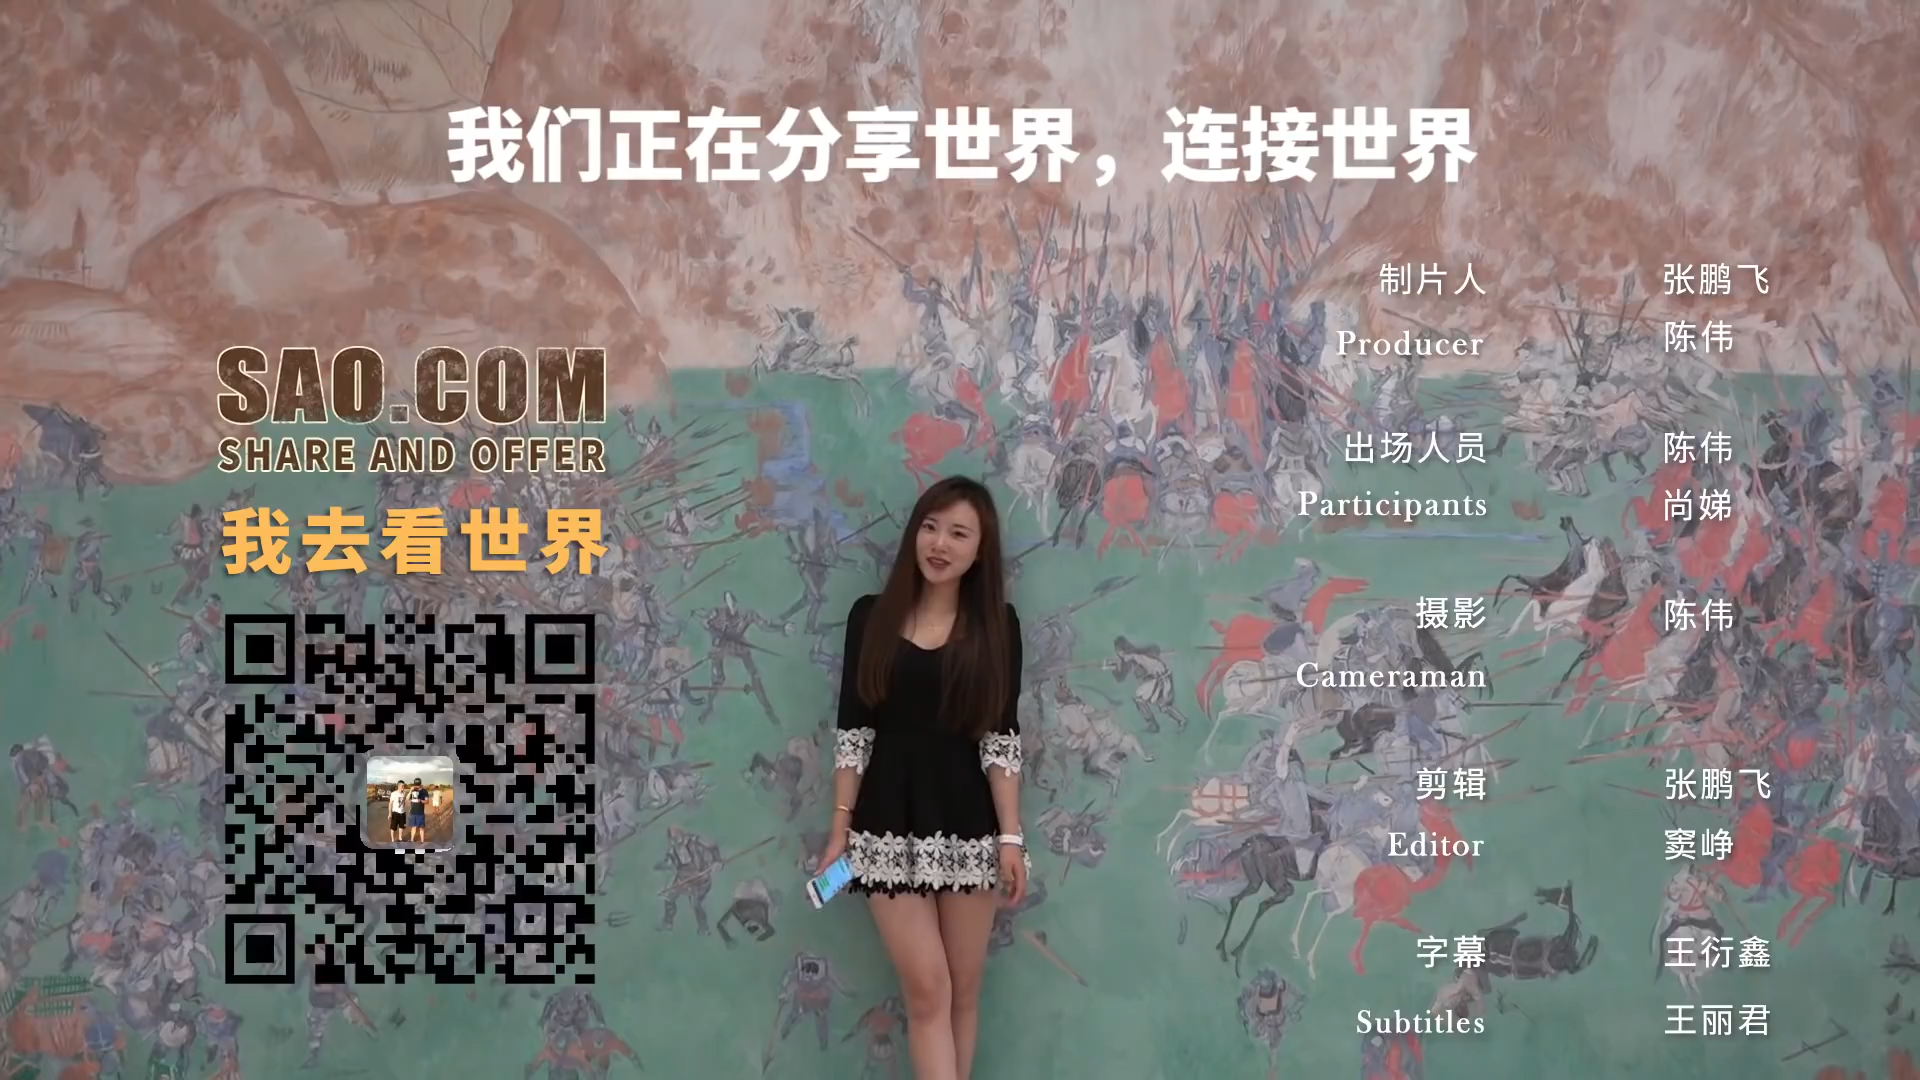 我们正在分享世界，连接世界
SAO.COM
SHARE AND OFFER
我去看世界
制片人 张鹏飞
Producer 陈伟
出场人员 陈伟
Participants 尚娣
摄影 陈伟
Cameraman
剪辑 张鹏飞
Editor 窦峥
字幕 王衍鑫
Subtitles 王丽君